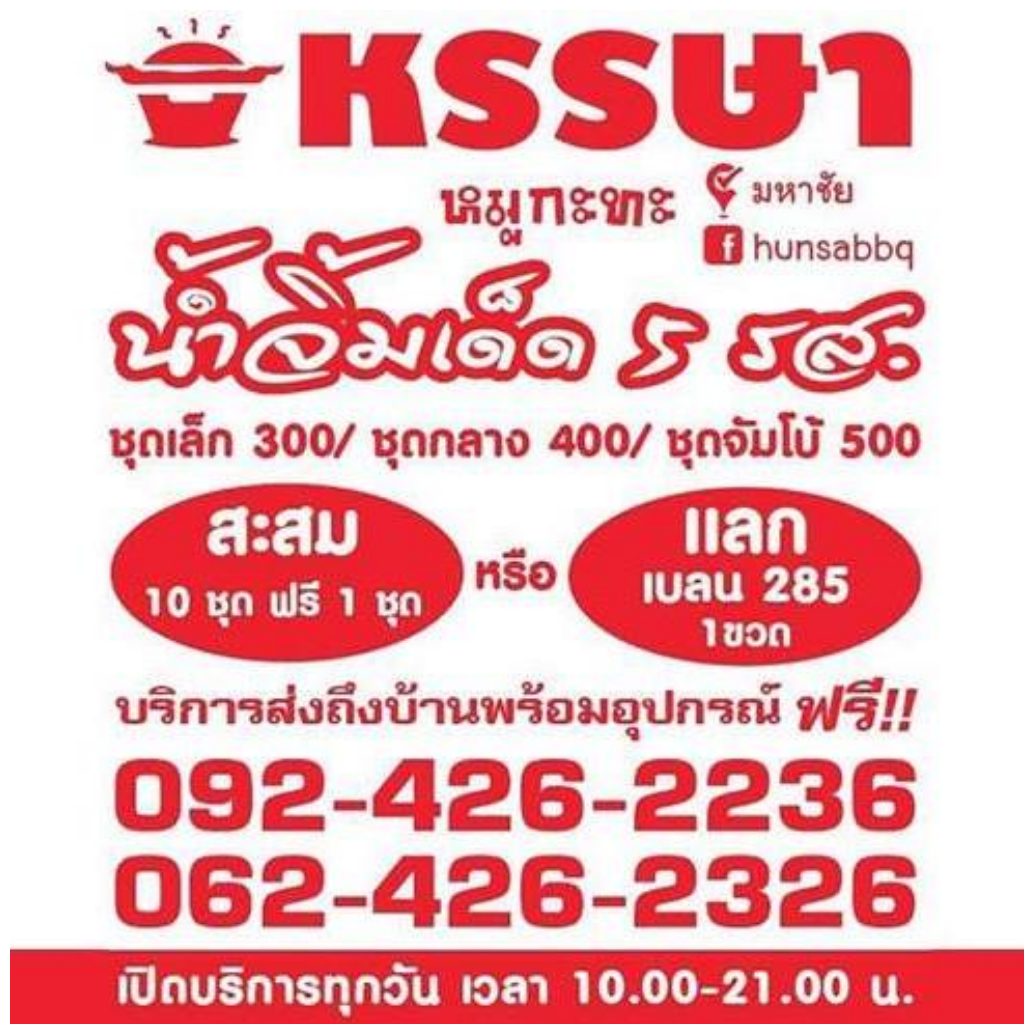 หรรษา
หมูกะทะ
มหาชัย
hunsabbq
น้ำจิ้มเด็ด 5 รส
ชุดเล็ก 300/ ชุดกลาง 400/ ชุดจัมโบ้ 500
สะสม
10 ชุด ฟรี 1 ชุด
หรือ
แลก
เบลน 285
1ขวด
บริการส่งถึงบ้านพร้อมอุปกรณ์ ฟรี!!
092-426-2236
062-426-2326
เปิดบริการทุกวัน เวลา 10.00-21.00 น.